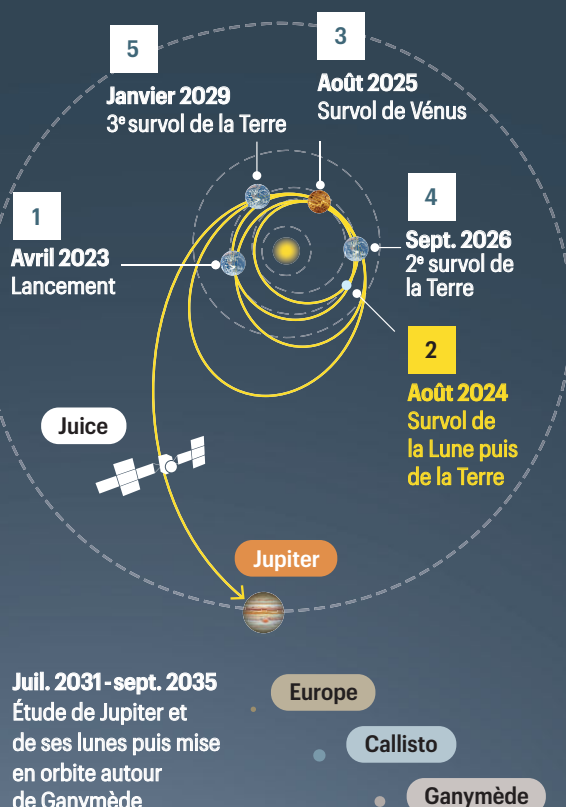 5
Janvier 2029
3e survol de la Terre
3
Août 2025
Survol de Vénus
1
Avril 2023
Lancement
4
Sept. 2026
2e survol de
la Terre
2
Août 2024
Survol de
la Lune puis
de la Terre
Juice
Jupiter
Juil. 2031 - sept. 2035
Étude de Jupiter et
de ses lunes puis mise
en orbite autour
de Ganymède
Europe
Callisto
Ganymède